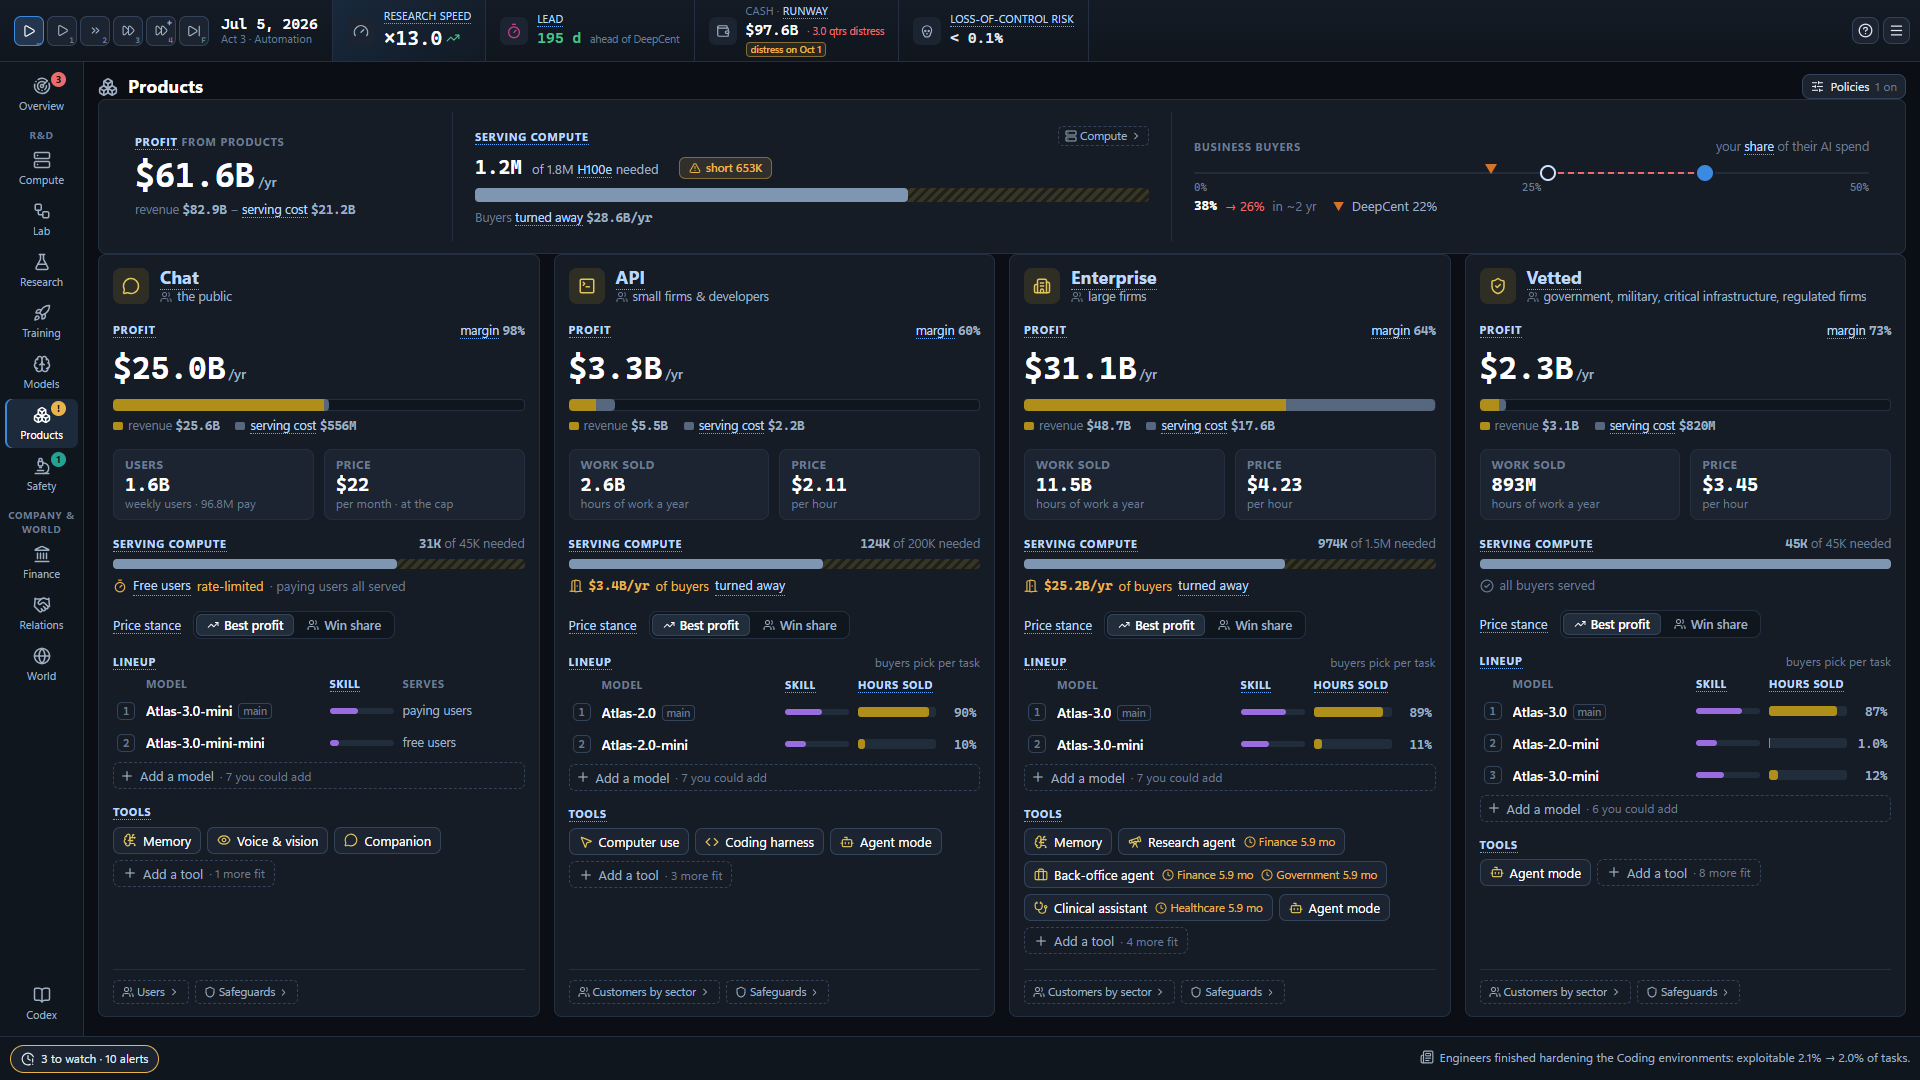 Jul 5, 2026
Act 3 · Automation
RESEARCH SPEED
×13.0
LEAD
195 d ahead of DeepCent
CASH · RUNWAY
$97.6B · 3.0 qtrs distress
distress on Oct 1
LOSS-OF-CONTROL RISK
< 0.1%
1
2
3
4
F
Overview
3
R&D
Compute
Lab
Research
Training
Models
Products
!
Safety
1
COMPANY & WORLD
Finance
Relations
World
Codex
Products
Policies 1 on
PROFIT FROM PRODUCTS
$61.6B /yr
revenue $82.9B − serving cost $21.2B
SERVING COMPUTE
Compute >
1.2M of 1.8M H100e needed
short 653K
Buyers turned away $28.6B/yr
BUSINESS BUYERS
your share of their AI spend
0% 25% 50%
38% → 26% in ~2 yr DeepCent 22%
Chat
the public
PROFIT margin 98%
$25.0B /yr
revenue $25.6B serving cost $556M
USERS
1.6B
weekly users · 96.8M pay
PRICE
$22
per month · at the cap
SERVING COMPUTE 31K of 45K needed
Free users rate-limited · paying users all served
Price stance Best profit Win share
LINEUP
MODEL SKILL SERVES
1 Atlas-3.0-mini main paying users
2 Atlas-3.0-mini-mini free users
+ Add a model · 7 you could add
TOOLS
Memory Voice & vision Companion
+ Add a tool · 1 more fit
Users > Safeguards >
API
small firms & developers
PROFIT margin 60%
$3.3B /yr
revenue $5.5B serving cost $2.2B
WORK SOLD
2.6B
hours of work a year
PRICE
$2.11
per hour
SERVING COMPUTE 124K of 200K needed
$3.4B/yr of buyers turned away
Price stance Best profit Win share
LINEUP buyers pick per task
MODEL SKILL HOURS SOLD
1 Atlas-2.0 main 90%
2 Atlas-2.0-mini 10%
+ Add a model · 7 you could add
TOOLS
Computer use Coding harness Agent mode
+ Add a tool · 3 more fit
Customers by sector > Safeguards >
Enterprise
large firms
PROFIT margin 64%
$31.1B /yr
revenue $48.7B serving cost $17.6B
WORK SOLD
11.5B
hours of work a year
PRICE
$4.23
per hour
SERVING COMPUTE 974K of 1.5M needed
$25.2B/yr of buyers turned away
Price stance Best profit Win share
LINEUP buyers pick per task
MODEL SKILL HOURS SOLD
1 Atlas-3.0 main 89%
2 Atlas-3.0-mini 11%
+ Add a model · 7 you could add
TOOLS
Memory Research agent Finance 5.9 mo
Back-office agent Finance 5.9 mo Government 5.9 mo
Clinical assistant Healthcare 5.9 mo Agent mode
+ Add a tool · 4 more fit
Customers by sector > Safeguards >
Vetted
government, military, critical infrastructure, regulated firms
PROFIT margin 73%
$2.3B /yr
revenue $3.1B serving cost $820M
WORK SOLD
893M
hours of work a year
PRICE
$3.45
per hour
SERVING COMPUTE 45K of 45K needed
all buyers served
Price stance Best profit Win share
LINEUP buyers pick per task
MODEL SKILL HOURS SOLD
1 Atlas-3.0 main 87%
2 Atlas-2.0-mini 1.0%
3 Atlas-3.0-mini 12%
+ Add a model · 6 you could add
TOOLS
Agent mode + Add a tool · 8 more fit
Customers by sector > Safeguards >
3 to watch · 10 alerts
Engineers finished hardening the Coding environments: exploitable 2.1% → 2.0% of tasks.